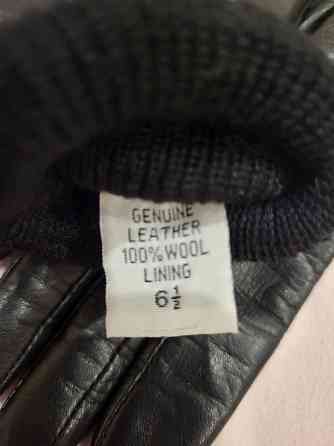 GENUINE
LEATHER
100% WOOL
LINING
6½